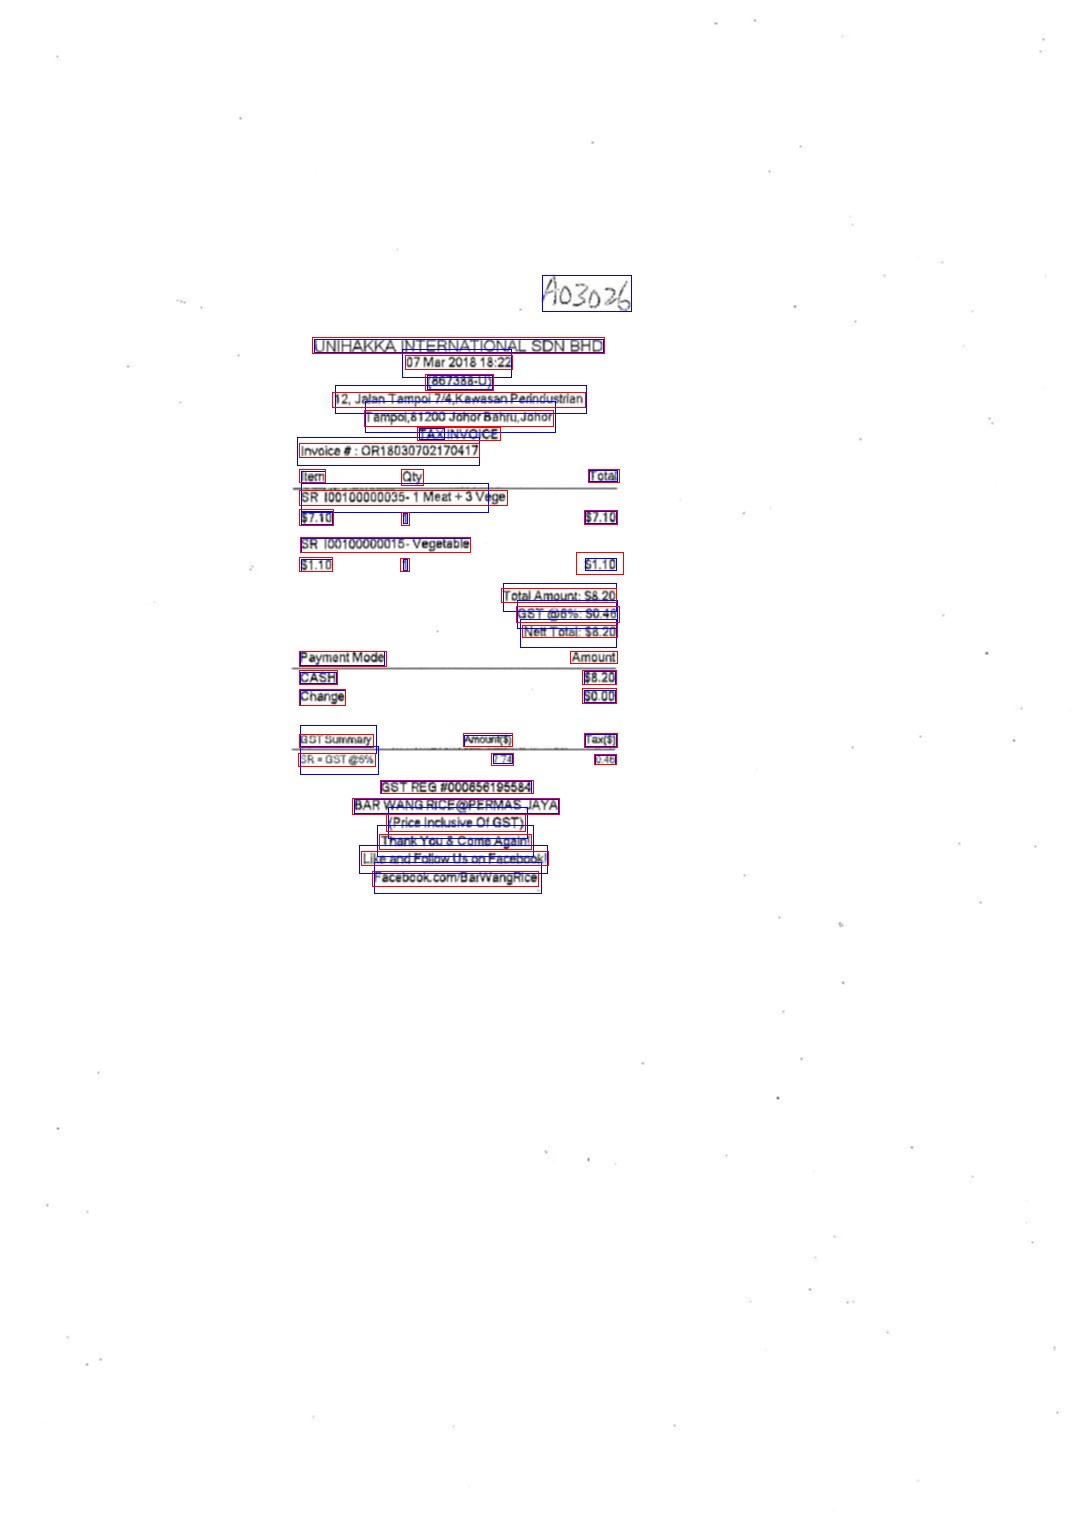 A03026
UNIHAKKA INTERNATIONAL SDN BHD
07 Mar 2018 18:22
(867388-U)
12, Jalan Tampoi 7/4,Kawasan Perindustrian
Tampoi,81200 Johor Bahru,Johor
TAX INVOICE
Invoice # : OR18030702170417
Item Qty Total
SR I00100000035- 1 Meat + 3 Vege
$7.10 1 $7.10
SR I00100000015- Vegetable
$1.10 1 $1.10
Total Amount: $8.20
GST @6%: $0.46
Nett Total: $8.20
Payment Mode Amount
CASH $8.20
Change $0.00
GST Summary Amount($) Tax($)
SR = GST @6% 7.74 0.46
GST REG #000656195584
BAR WANG RICE@PERMAS JAYA
(Price Inclusive Of GST)
Thank You & Come Again!
Like and Follow Us on Facebook!
Facebook.com/BarWangRice